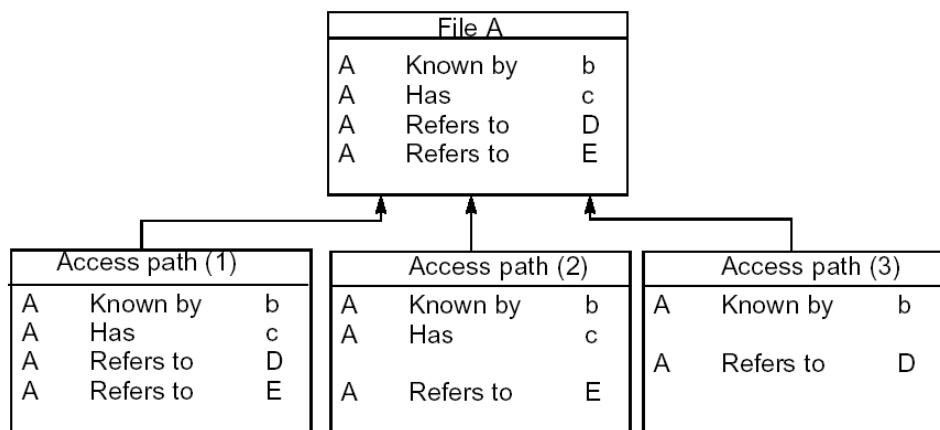 File A
A Known by b
A Has c
A Refers to D
A Refers to E
Access path (1)
A Known by b
A Has c
A Refers to D
A Refers to E
Access path (2)
A Known by b
A Has c
A Refers to E
Access path (3)
A Known by b
A Refers to D